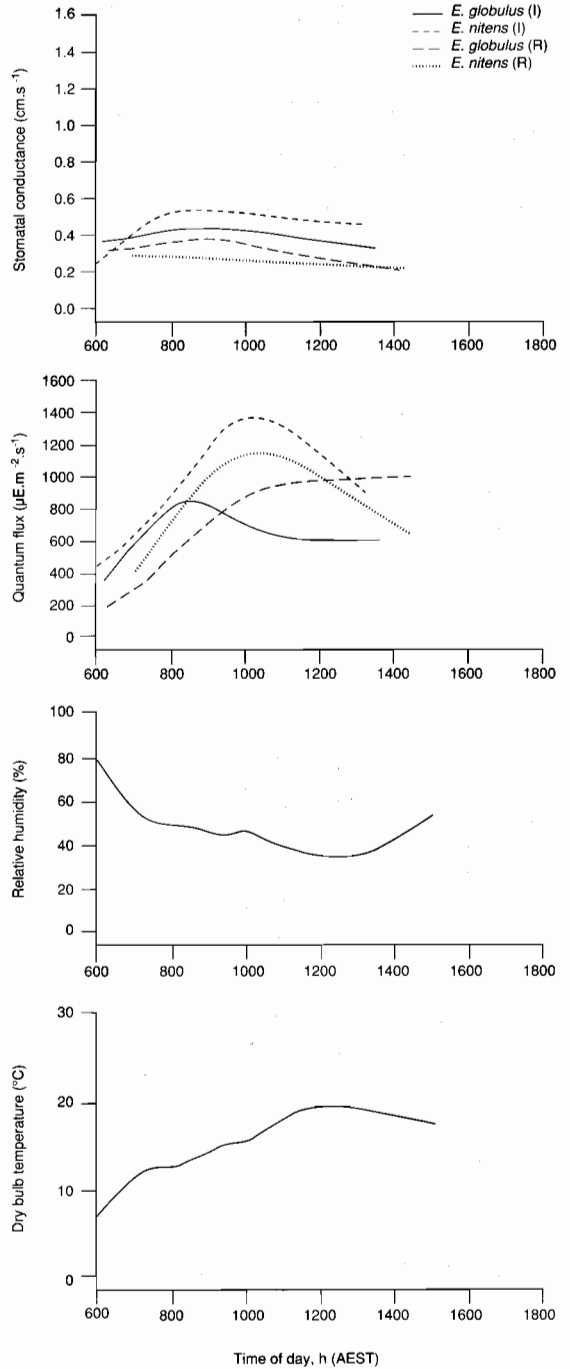 E. globulus (I)
E. nitens (I)
E. globulus (R)
E. nitens (R)
Stomatal conductance (cm.s⁻¹)
1.6
1.4
1.2
1.0
0.8
0.6
0.4
0.2
0.0
600 800 1000 1200 1400 1600 1800
Quantum flux (µE.m⁻².s⁻¹)
1600
1400
1200
1000
800
600
400
200
0
600 800 1000 1200 1400 1600 1800
Relative humidity (%)
100
80
60
40
20
0
600 800 1000 1200 1400 1600 1800
Dry bulb temperature (°C)
30
20
10
0
600 800 1000 1200 1400 1600 1800
Time of day, h (AEST)